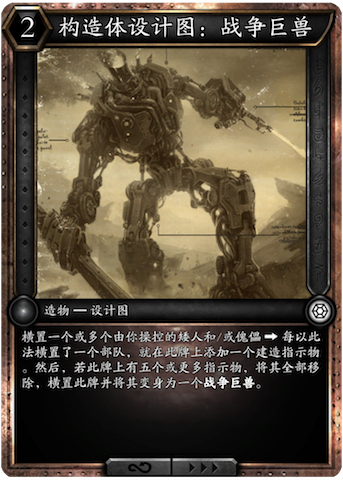 2
构造体设计图：战争巨兽
造物 — 设计图
横置一个或多个由你操控的矮人和/或傀儡 ➡ 每以此
法横置了一个部队，就在此牌上添加一个建造指示物
。然后，若此牌上有五个或更多指示物，将其全部移
除，横置此牌并将其变身为一个战争巨兽。